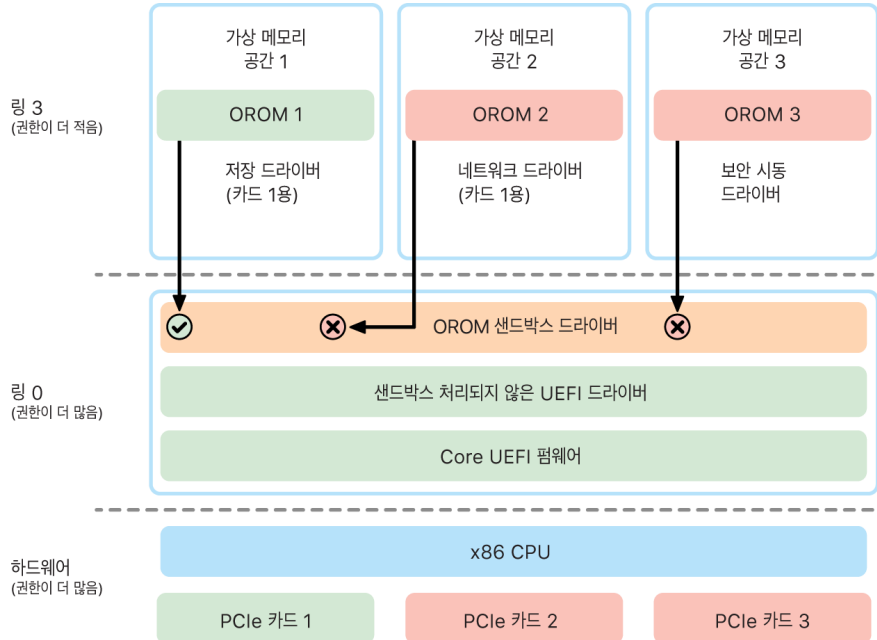 가상 메모리
공간 1
가상 메모리
공간 2
가상 메모리
공간 3
링 3
(권한이 더 적음)
OROM 1
OROM 2
OROM 3
저장 드라이버
(카드 1용)
네트워크 드라이버
(카드 1용)
보안 시동
드라이버
OROM 샌드박스 드라이버
링 0
(권한이 더 많음)
샌드박스 처리되지 않은 UEFI 드라이버
Core UEFI 펌웨어
하드웨어
(권한이 더 많음)
x86 CPU
PCIe 카드 1
PCIe 카드 2
PCIe 카드 3